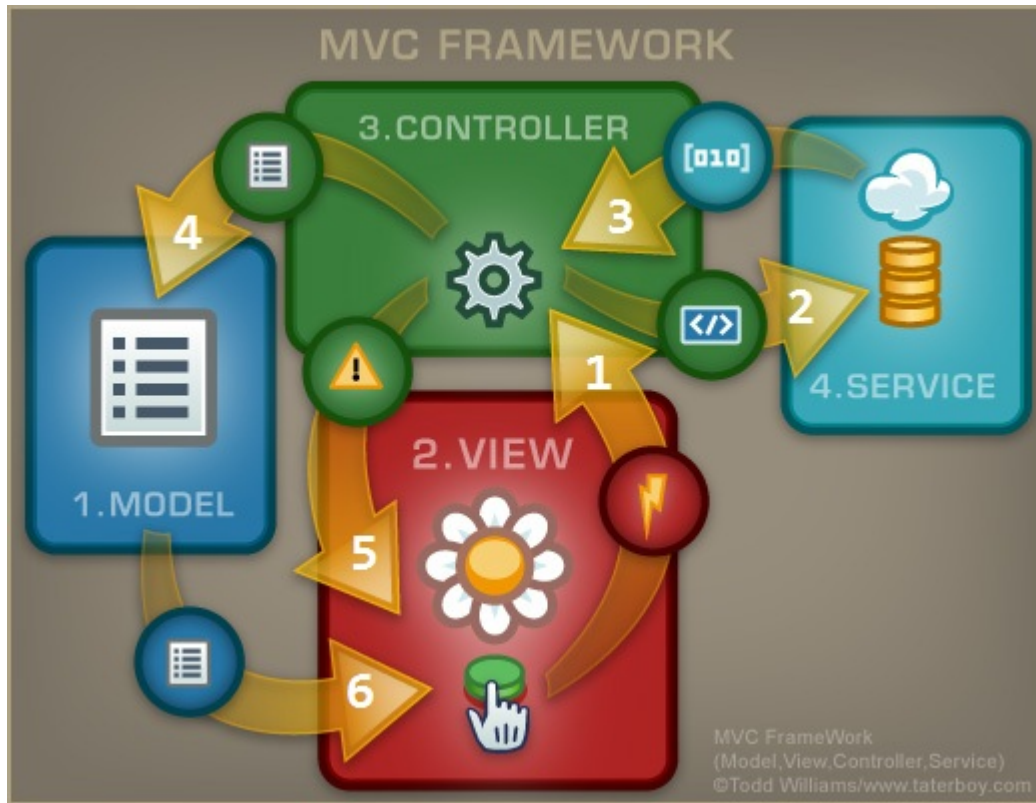 MVC FRAMEWORK
3.CONTROLLER
[010]
4
3
2
</>
1
4.SERVICE
!
2.VIEW
1.MODEL
5
6
MVC FrameWork
(Model,View,Controller,Service)
©Todd Williams/www.taterboy.com